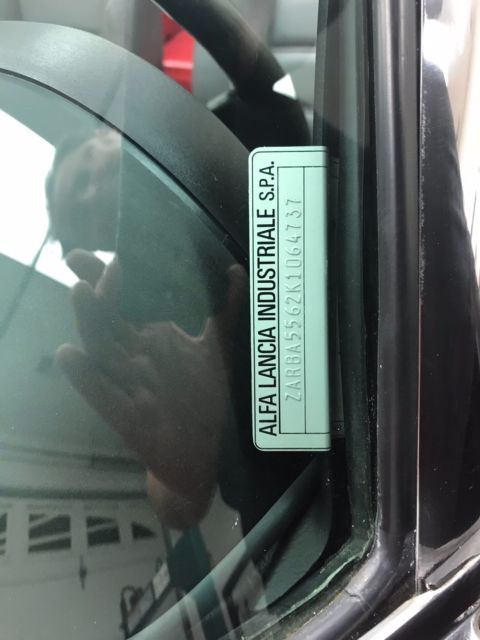 ALFA LANCIA INDUSTRIALE S.P.A.
ZARBA5562K1064737